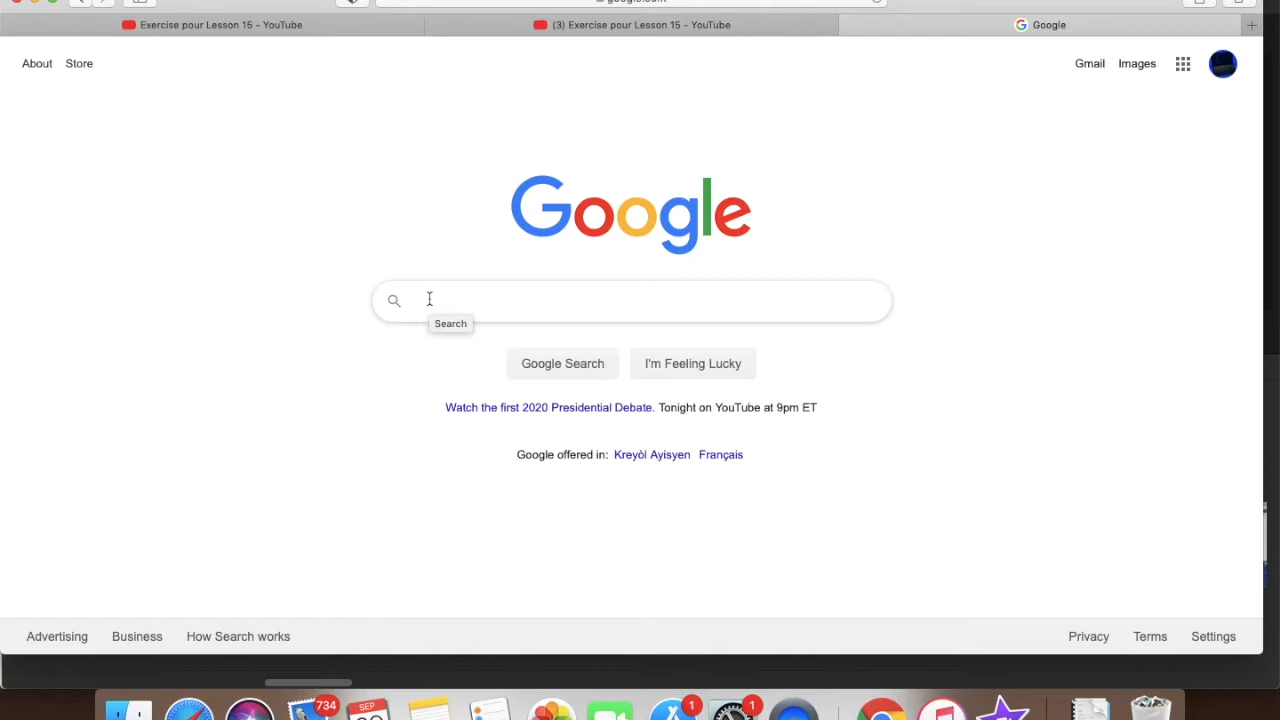 Exercise pour Lesson 15 - YouTube
(3) Exercise pour Lesson 15 - YouTube
Google
About Store
Gmail Images
Google
Search
Google Search
I'm Feeling Lucky
Watch the first 2020 Presidential Debate. Tonight on YouTube at 9pm ET
Google offered in: Kreyòl Ayisyen Français
Advertising Business How Search works
Privacy Terms Settings
734
SEP
1
1